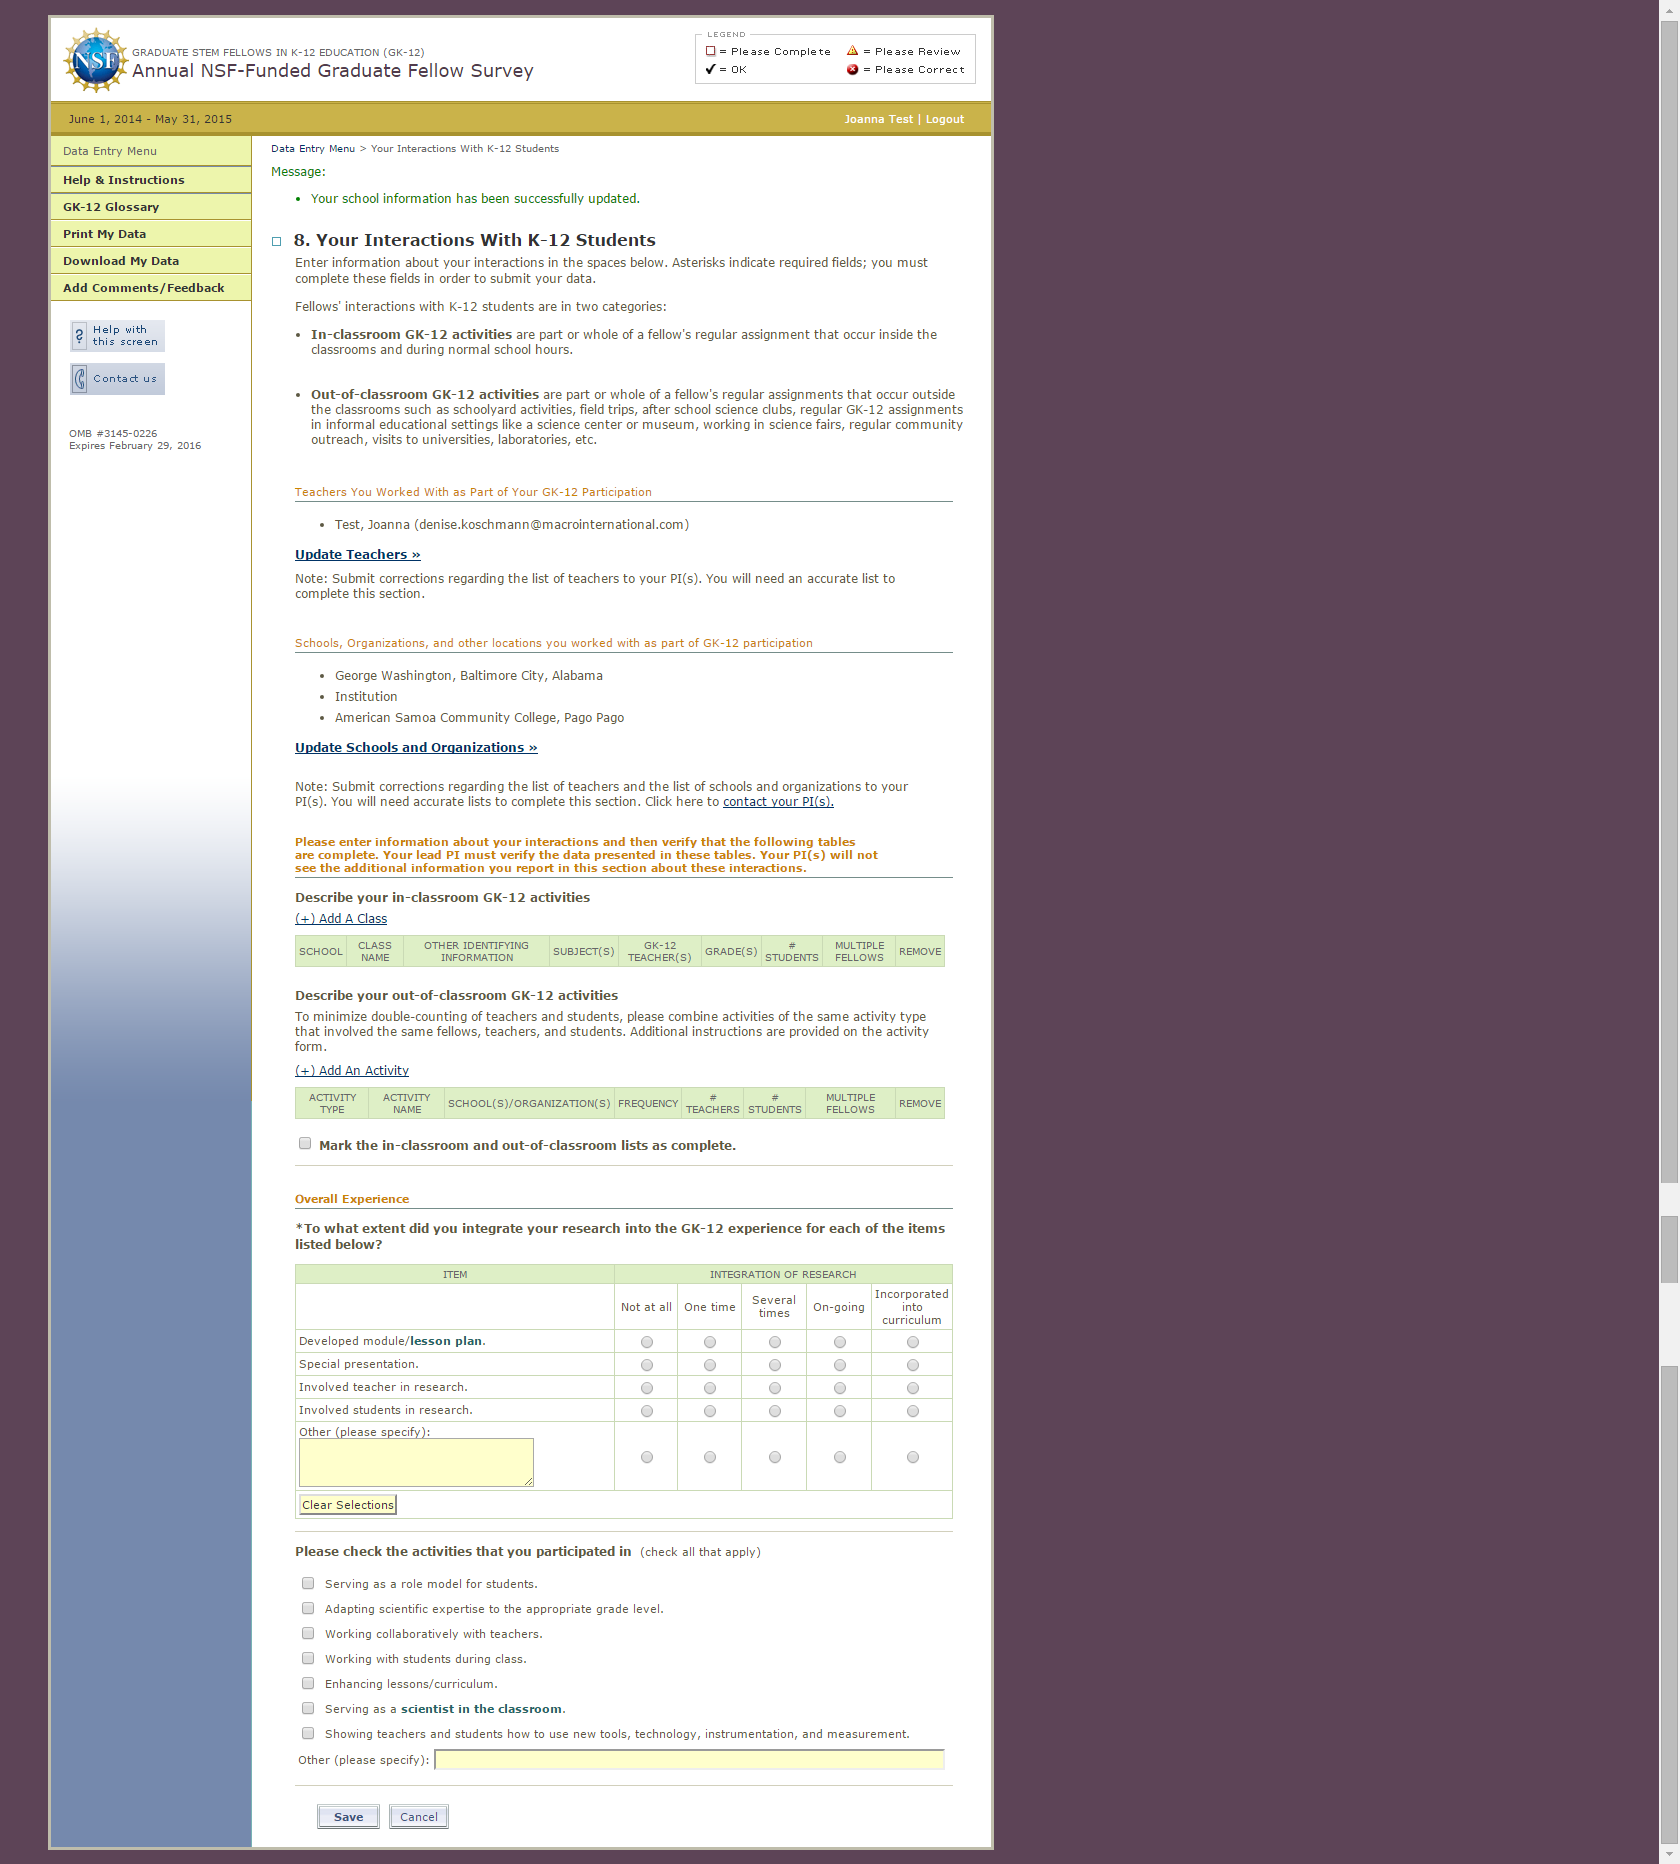 NSF
GRADUATE STEM FELLOWS IN K-12 EDUCATION (GK-12)
Annual NSF-Funded Graduate Fellow Survey
LEGEND
= Please Complete
= Please Review
= OK
= Please Correct
June 1, 2014 - May 31, 2015
Joanna Test | Logout
Data Entry Menu
Help & Instructions
GK-12 Glossary
Print My Data
Download My Data
Add Comments/Feedback
? Help with
this screen
Contact us
OMB #3145-0226
Expires February 29, 2016
Data Entry Menu > Your Interactions With K-12 Students
Message:
• Your school information has been successfully updated.
8. Your Interactions With K-12 Students
Enter information about your interactions in the spaces below. Asterisks indicate required fields; you must
complete these fields in order to submit your data.
Fellows' interactions with K-12 students are in two categories:
• In-classroom GK-12 activities are part or whole of a fellow's regular assignment that occur inside the
classrooms and during normal school hours.
• Out-of-classroom GK-12 activities are part or whole of a fellow's regular assignments that occur outside
the classrooms such as schoolyard activities, field trips, after school science clubs, regular GK-12 assignments
in informal educational settings like a science center or museum, working in science fairs, regular community
outreach, visits to universities, laboratories, etc.
Teachers You Worked With as Part of Your GK-12 Participation
• Test, Joanna (denise.koschmann@macrointernational.com)
Update Teachers »
Note: Submit corrections regarding the list of teachers to your PI(s). You will need an accurate list to
complete this section.
Schools, Organizations, and other locations you worked with as part of GK-12 participation
• George Washington, Baltimore City, Alabama
• Institution
• American Samoa Community College, Pago Pago
Update Schools and Organizations »
Note: Submit corrections regarding the list of teachers and the list of schools and organizations to your
PI(s). You will need accurate lists to complete this section. Click here to contact your PI(s).
Please enter information about your interactions and then verify that the following tables
are complete. Your lead PI must verify the data presented in these tables. Your PI(s) will not
see the additional information you report in this section about these interactions.
Describe your in-classroom GK-12 activities
(+) Add A Class
SCHOOL CLASS NAME OTHER IDENTIFYING INFORMATION SUBJECT(S) GK-12 TEACHER(S) GRADE(S) # STUDENTS MULTIPLE FELLOWS REMOVE
Describe your out-of-classroom GK-12 activities
To minimize double-counting of teachers and students, please combine activities of the same activity type
that involved the same fellows, teachers, and students. Additional instructions are provided on the activity
form.
(+) Add An Activity
ACTIVITY TYPE ACTIVITY NAME SCHOOL(S)/ORGANIZATION(S) FREQUENCY # TEACHERS # STUDENTS MULTIPLE FELLOWS REMOVE
Mark the in-classroom and out-of-classroom lists as complete.
Overall Experience
*To what extent did you integrate your research into the GK-12 experience for each of the items
listed below?
ITEM INTEGRATION OF RESEARCH
Not at all One time Several times On-going Incorporated into curriculum
Developed module/lesson plan.
Special presentation.
Involved teacher in research.
Involved students in research.
Other (please specify):
Clear Selections
Please check the activities that you participated in (check all that apply)
Serving as a role model for students.
Adapting scientific expertise to the appropriate grade level.
Working collaboratively with teachers.
Working with students during class.
Enhancing lessons/curriculum.
Serving as a scientist in the classroom.
Showing teachers and students how to use new tools, technology, instrumentation, and measurement.
Other (please specify):
Save Cancel